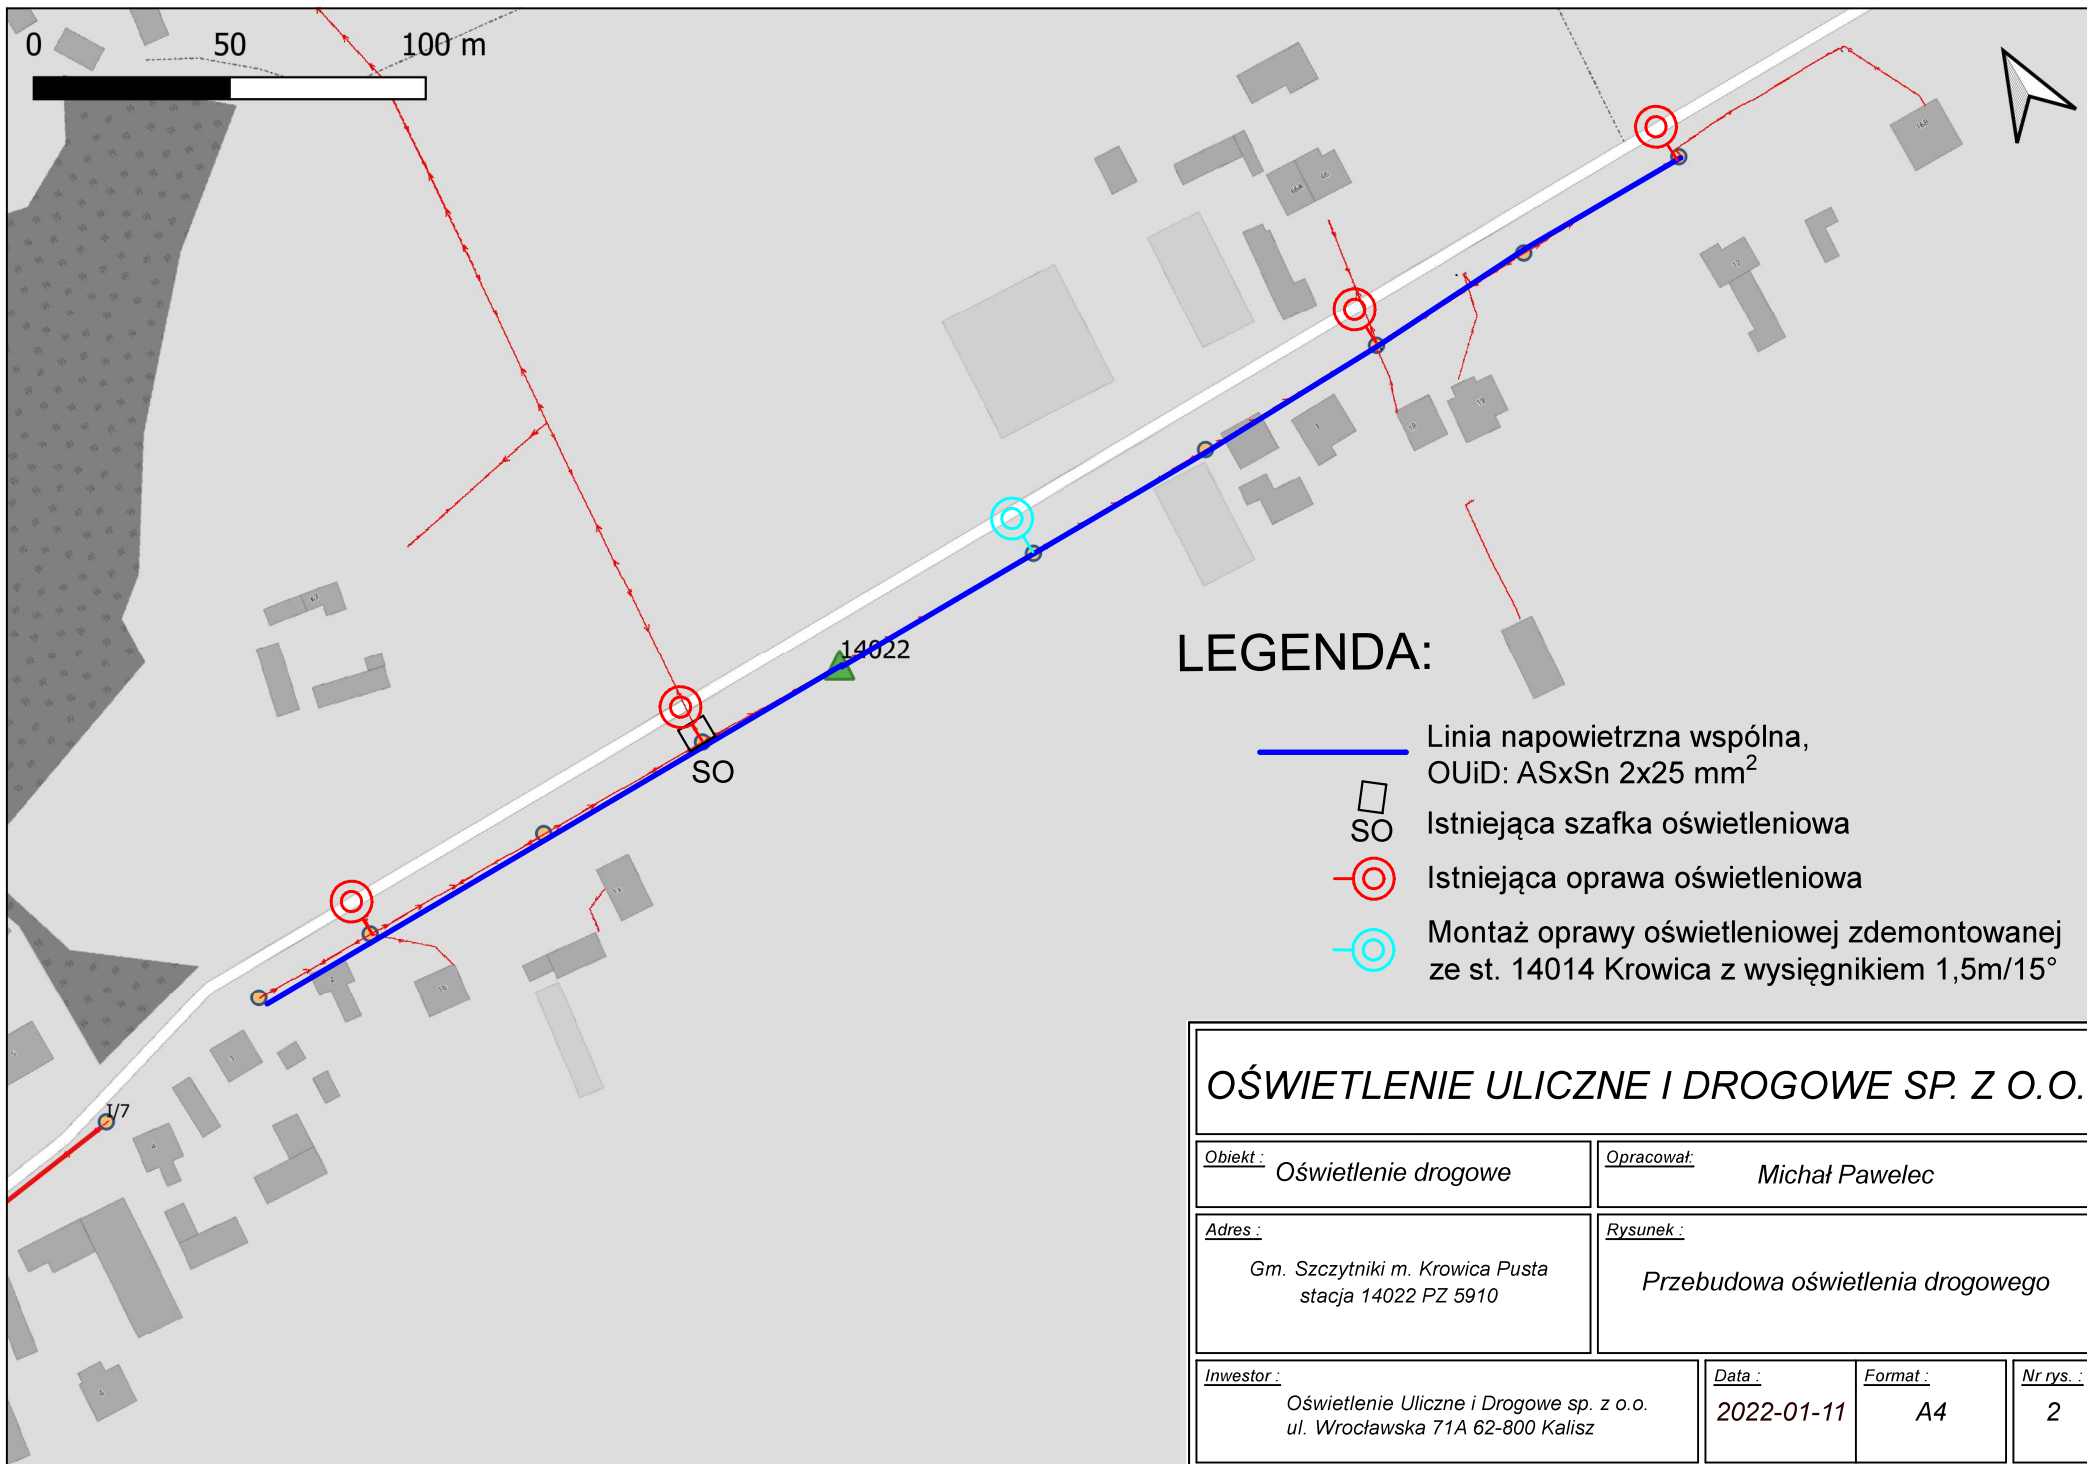 0 50 100 m
14022
SO
I/7
LEGENDA:
Linia napowietrzna wspólna,
OUiD: ASxSn 2x25 mm²
SO Istniejąca szafka oświetleniowa
Istniejąca oprawa oświetleniowa
Montaż oprawy oświetleniowej zdemontowanej
ze st. 14014 Krowica z wysięgnikiem 1,5m/15°
OŚWIETLENIE ULICZNE I DROGOWE SP. Z O.O.
Obiekt : Oświetlenie drogowe
Opracował: Michał Pawelec
Adres :
Gm. Szczytniki m. Krowica Pusta
stacja 14022 PZ 5910
Rysunek :
Przebudowa oświetlenia drogowego
Inwestor :
Oświetlenie Uliczne i Drogowe sp. z o.o.
ul. Wrocławska 71A 62-800 Kalisz
Data :
2022-01-11
Format :
A4
Nr rys. :
2